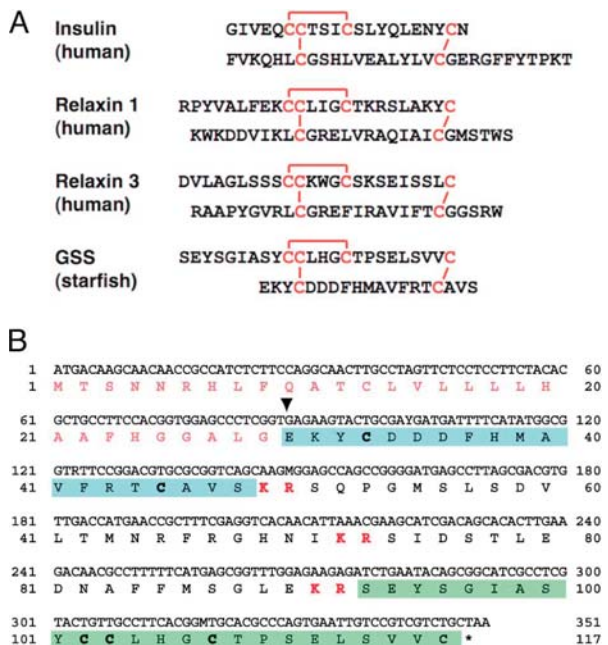 A
Insulin (human)
GIVEQCCTSICSLYQLENYCN
FVKQHLCGSHLVEALYLVCGERGFFYTPKT
Relaxin 1 (human)
RPYVALFEKCCLIGCTKRSLAKYC
KWKDDVIKLCGRELVRAQIAICGMSTWS
Relaxin 3 (human)
DVLAGLSSSCCKWGCSKSEISSLC
RAAPYGVRLCGREFIRAVIFTCGGSRW
GSS (starfish)
SEYSGIASYCCLHGCTPSELSVVC
EKYCDDDFHMAVFRTCAVS
B
1 ATGACAAGCAACAACCGCCATCTCTTCCAGGCAACTTGCCTAGTTCTCCTCCTTCTACAC 60
1 M T S N N R H L F Q A T C L V L L L L H 20
61 GCTGCCTTCCACGGTGGAGCCCTCGGTGAGAAGTACTGCGAYGATGATTTTCATATGGCG 120
21 A A F H G G A L G E K Y C D D D F H M A 40
121 GTRTTCCGGACGTGCGCGGTCAGCAAGMGGAGCCAGCCGGGGATGAGCCTTAGCGACGTG 180
41 V F R T C A V S K R S Q P G M S L S D V 60
181 TTGACCATGAACCGCTTTCGAGGTCACAACATTAAACGAAGCATCGACAGCACACTTGAA 240
61 L T M N R F R G H N I K R S I D S T L E 80
241 GACAACGCCTTTTTCATGAGCGGTTTGGAGAAGAGATCTGAATACAGCGGCATCGCCTCG 300
81 D N A F F M S G L E K R S E Y S G I A S 100
301 TACTGTTGCCTTCACGGMTGCACGCCCAGTGAATTGTCCGTCGTCTGCTAA 351
101 Y C C L H G C T P S E L S V V C * 117